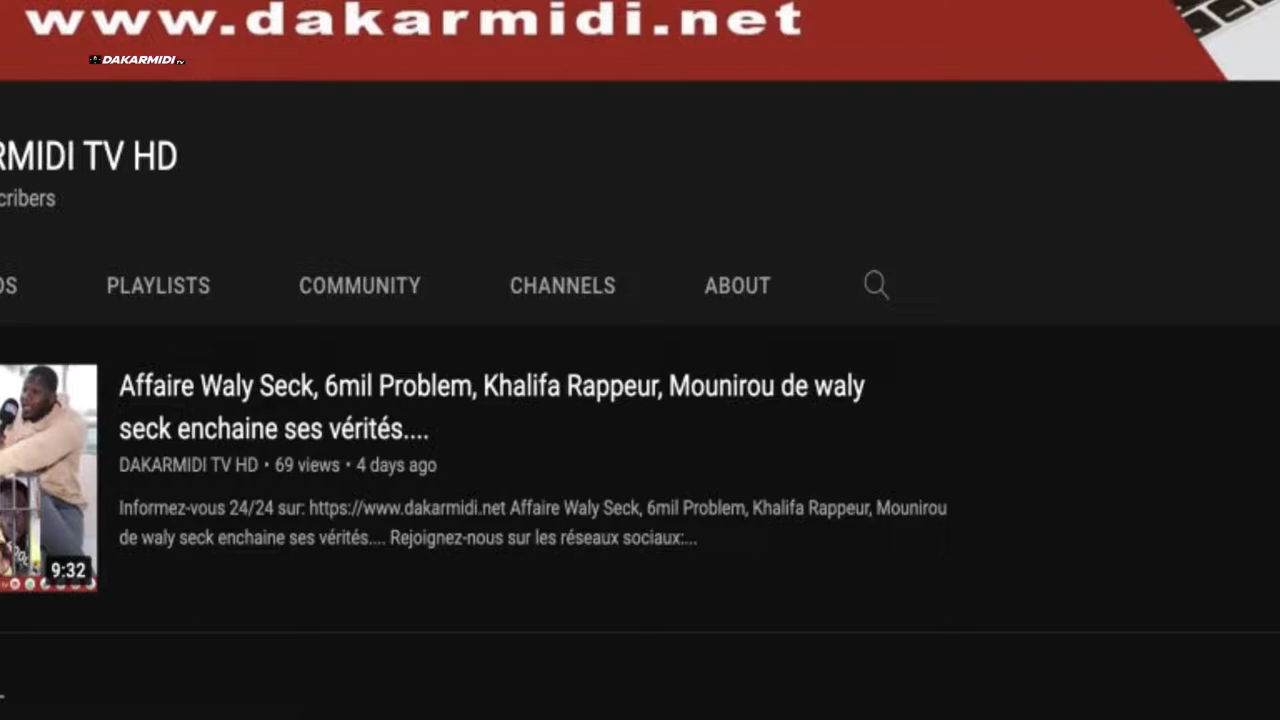 www.dakarmidi.net
DAKARMIDI TV
RMIDI TV HD
cribers
OS
PLAYLISTS
COMMUNITY
CHANNELS
ABOUT
Affaire Waly Seck, 6mil Problem, Khalifa Rappeur, Mounirou de waly
seck enchaine ses vérités....
DAKARMIDI TV HD • 69 views • 4 days ago
Informez-vous 24/24 sur: https://www.dakarmidi.net Affaire Waly Seck, 6mil Problem, Khalifa Rappeur, Mounirou
de waly seck enchaine ses vérités.... Rejoignez-nous sur les réseaux sociaux:...
9:32